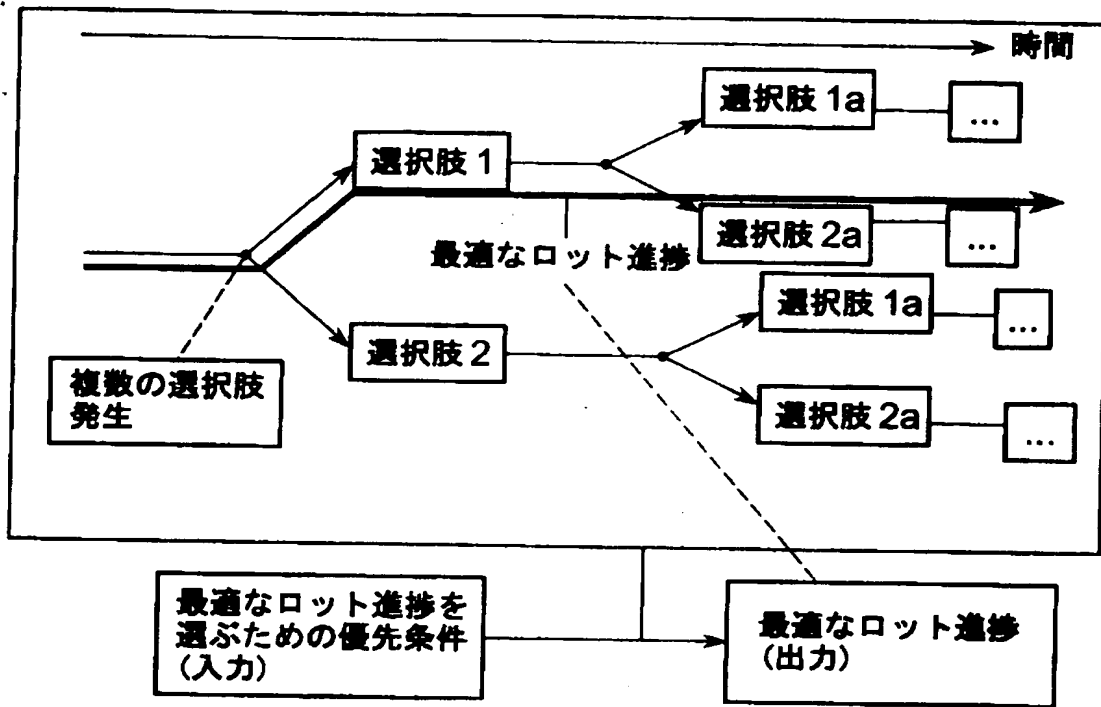 時間
選択肢 1a
...
選択肢 1
選択肢 2a
...
最適なロット進捗
選択肢 1a
...
選択肢 2
複数の選択肢
発生
選択肢 2a
...
最適なロット進捗を
選ぶための優先条件
(入力)
最適なロット進捗
(出力)